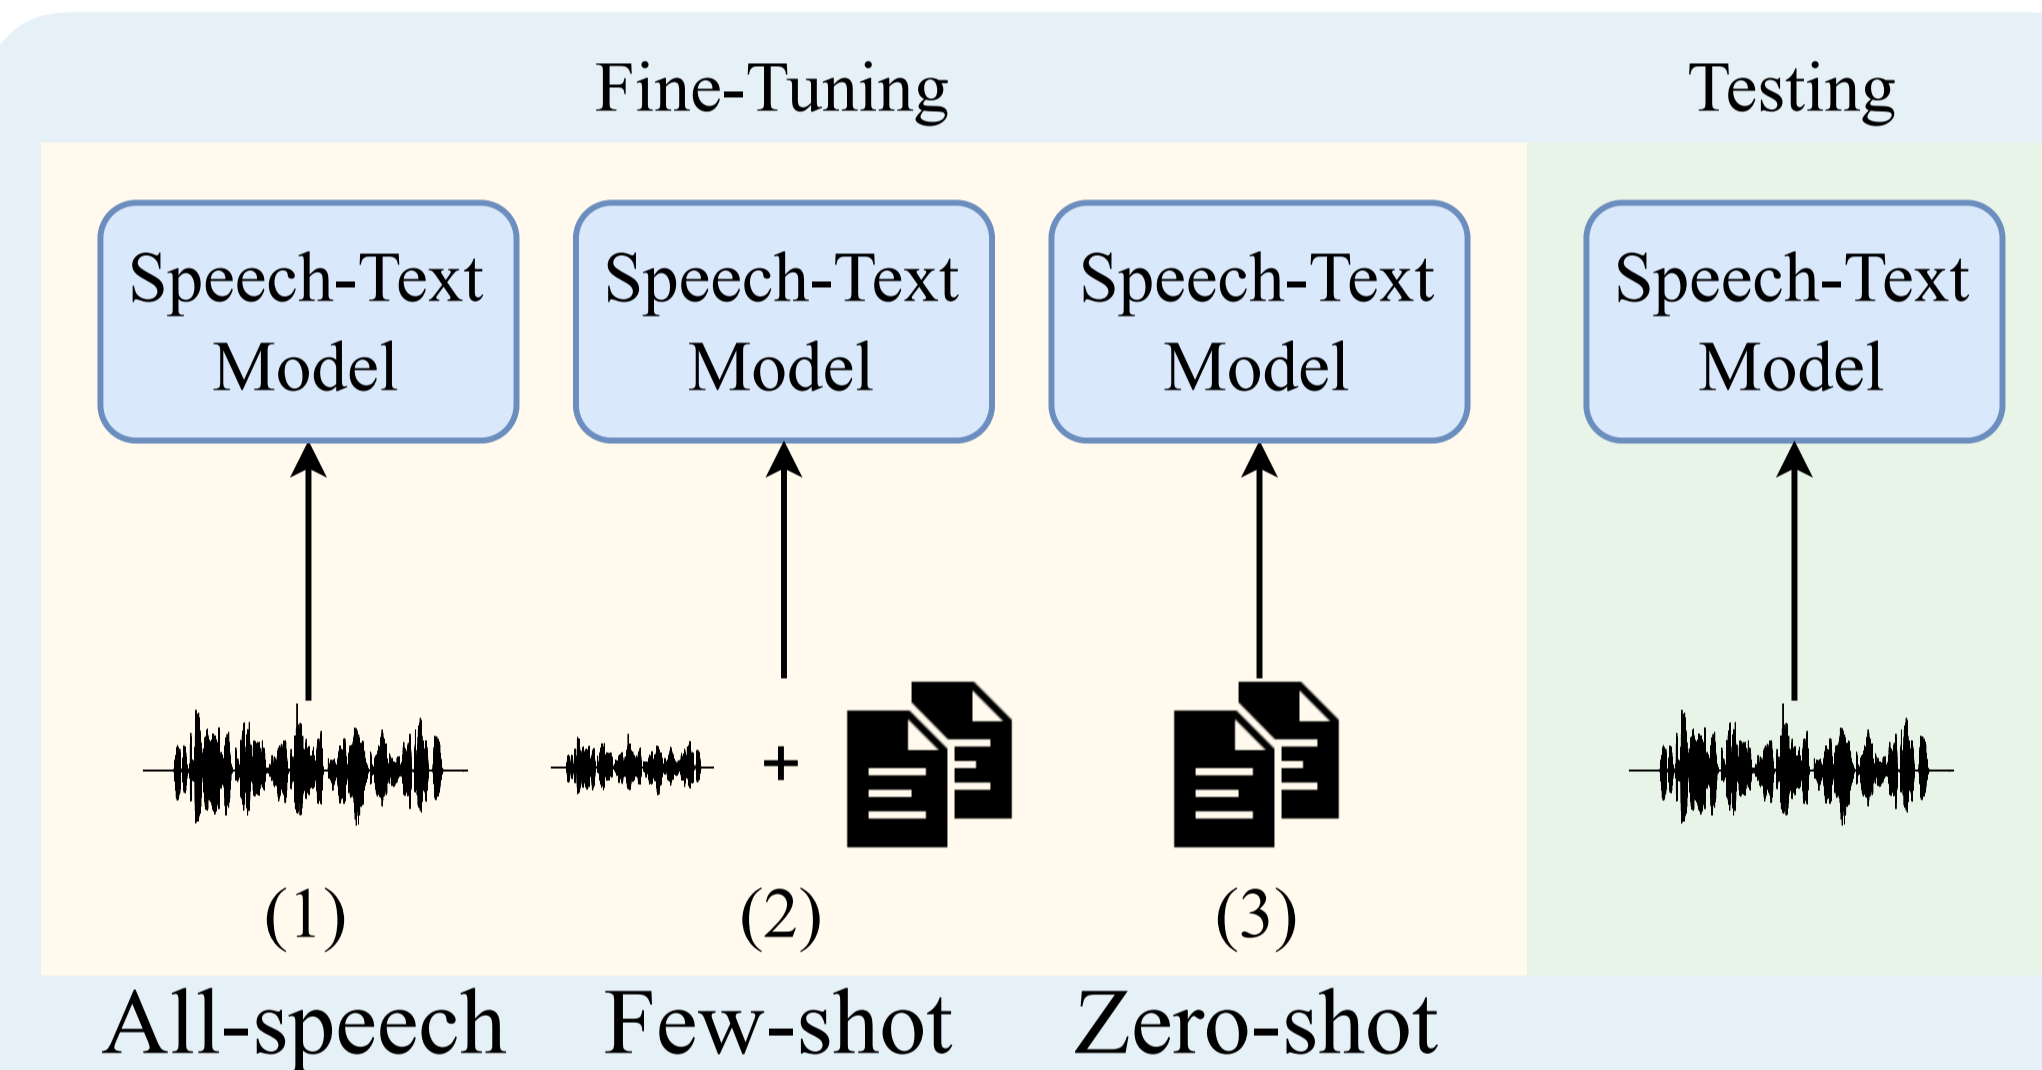 Fine-Tuning
Testing
Speech-Text
Model
Speech-Text
Model
Speech-Text
Model
Speech-Text
Model
+
(1)
(2)
(3)
All-speech
Few-shot
Zero-shot